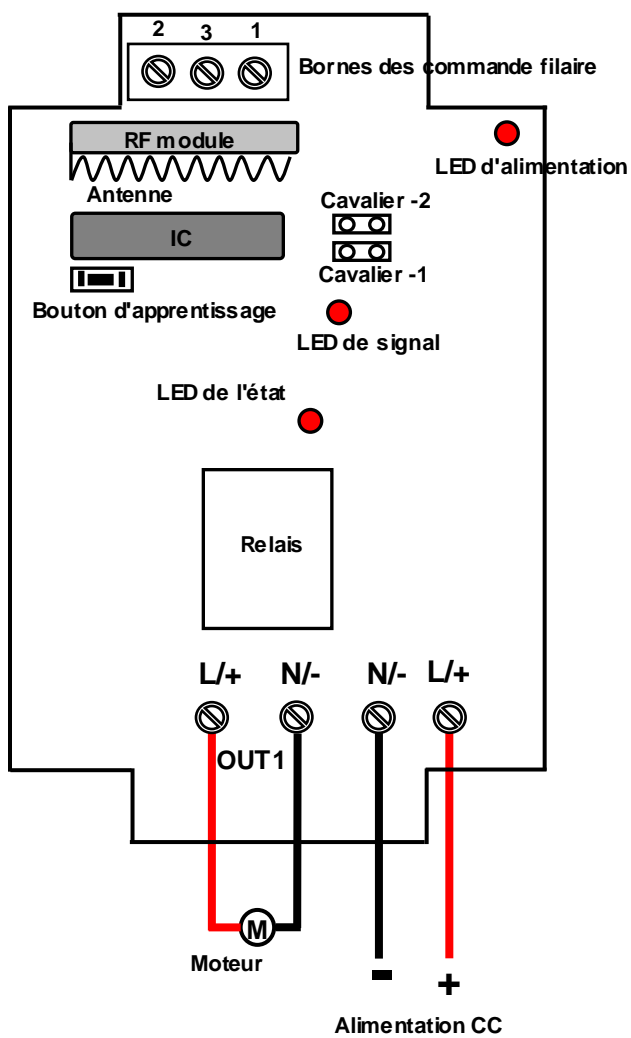 2 3 1
Bornes des commande filaire
RF module
LED d'alimentation
Antenne
Cavalier -2
IC
Cavalier -1
Bouton d'apprentissage
LED de signal
LED de l'état
Relais
L/+ N/- N/- L/+
OUT1
M
Moteur
- +
Alimentation CC